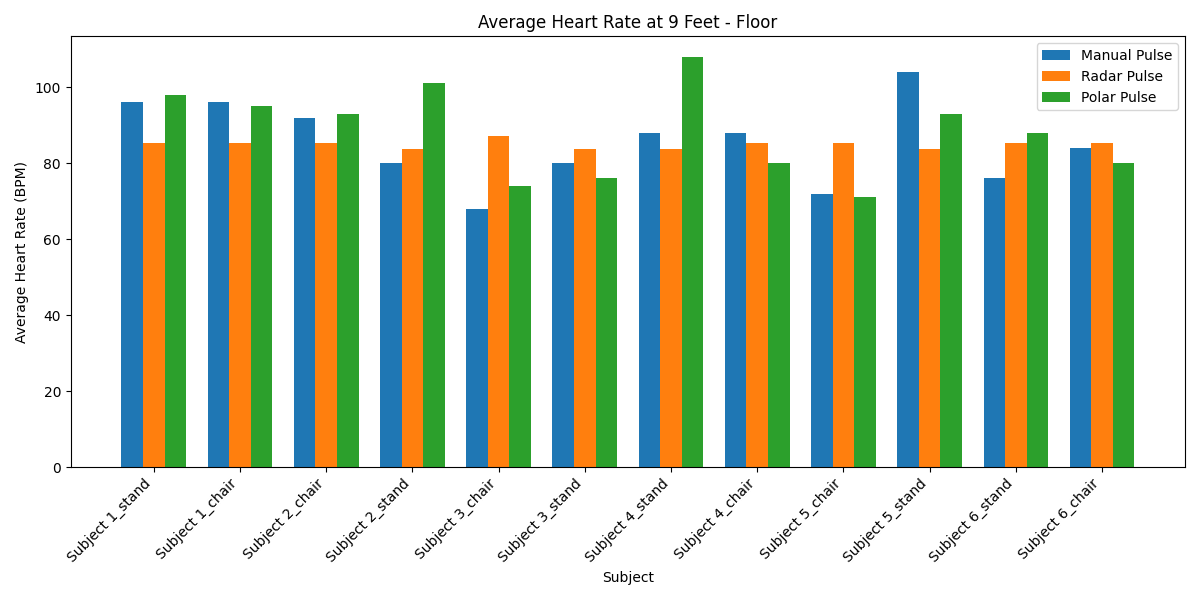 Average Heart Rate at 9 Feet - Floor
Manual Pulse
Radar Pulse
Polar Pulse
Average Heart Rate (BPM)
100
80
60
40
20
0
Subject 1_stand
Subject 1_chair
Subject 2_chair
Subject 2_stand
Subject 3_chair
Subject 3_stand
Subject 4_stand
Subject 4_chair
Subject 5_chair
Subject 5_stand
Subject 6_stand
Subject 6_chair
Subject